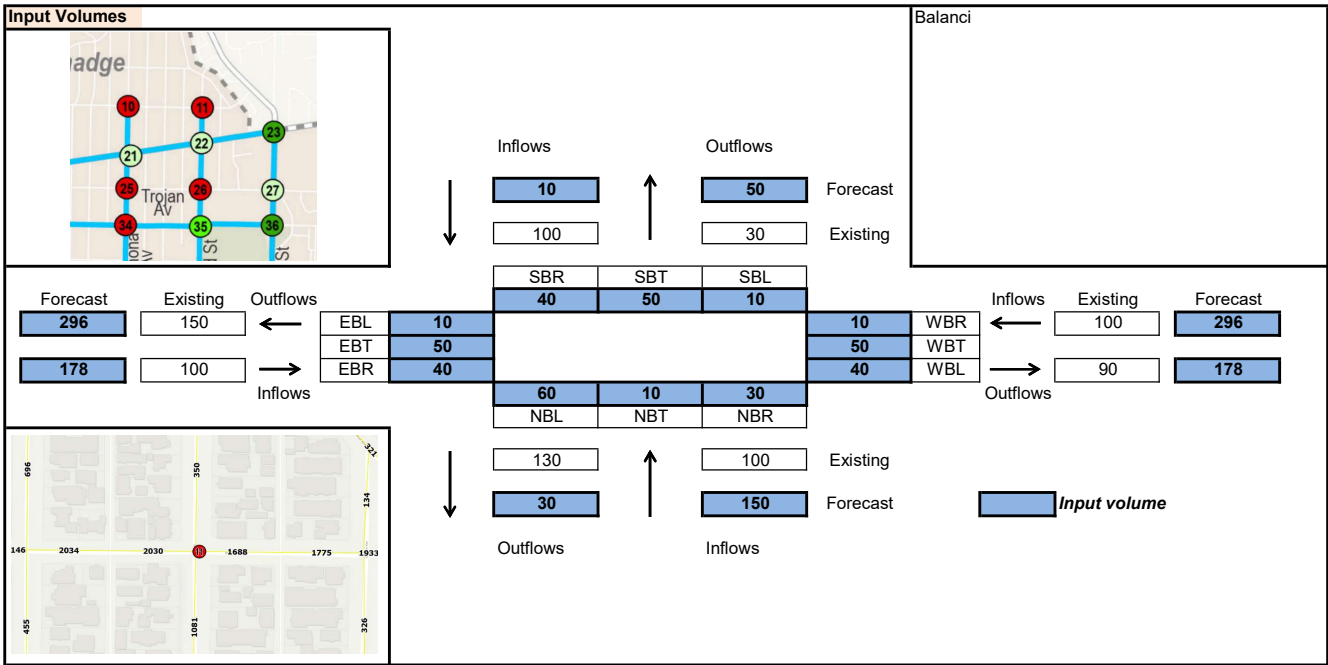 Input Volumes
Balanci
adge
10
11
23
22
21
25
26
27
Trojan
Av
34
35
36
ona
AV
d St
St
Inflows
Outflows
10
50
Forecast
100
30
Existing
SBR
SBT
SBL
40
50
10
Forecast
Existing
Outflows
296
150
EBL
10
EBT
50
178
100
EBR
40
Inflows
10
WBR
50
WBT
40
WBL
Inflows
Existing
Forecast
100
296
90
178
Outflows
60
10
30
NBL
NBT
NBR
130
100
Existing
30
150
Forecast
Input volume
Outflows
Inflows
696
350
321
134
146
2034
2030
1688
1775
1933
455
1081
326